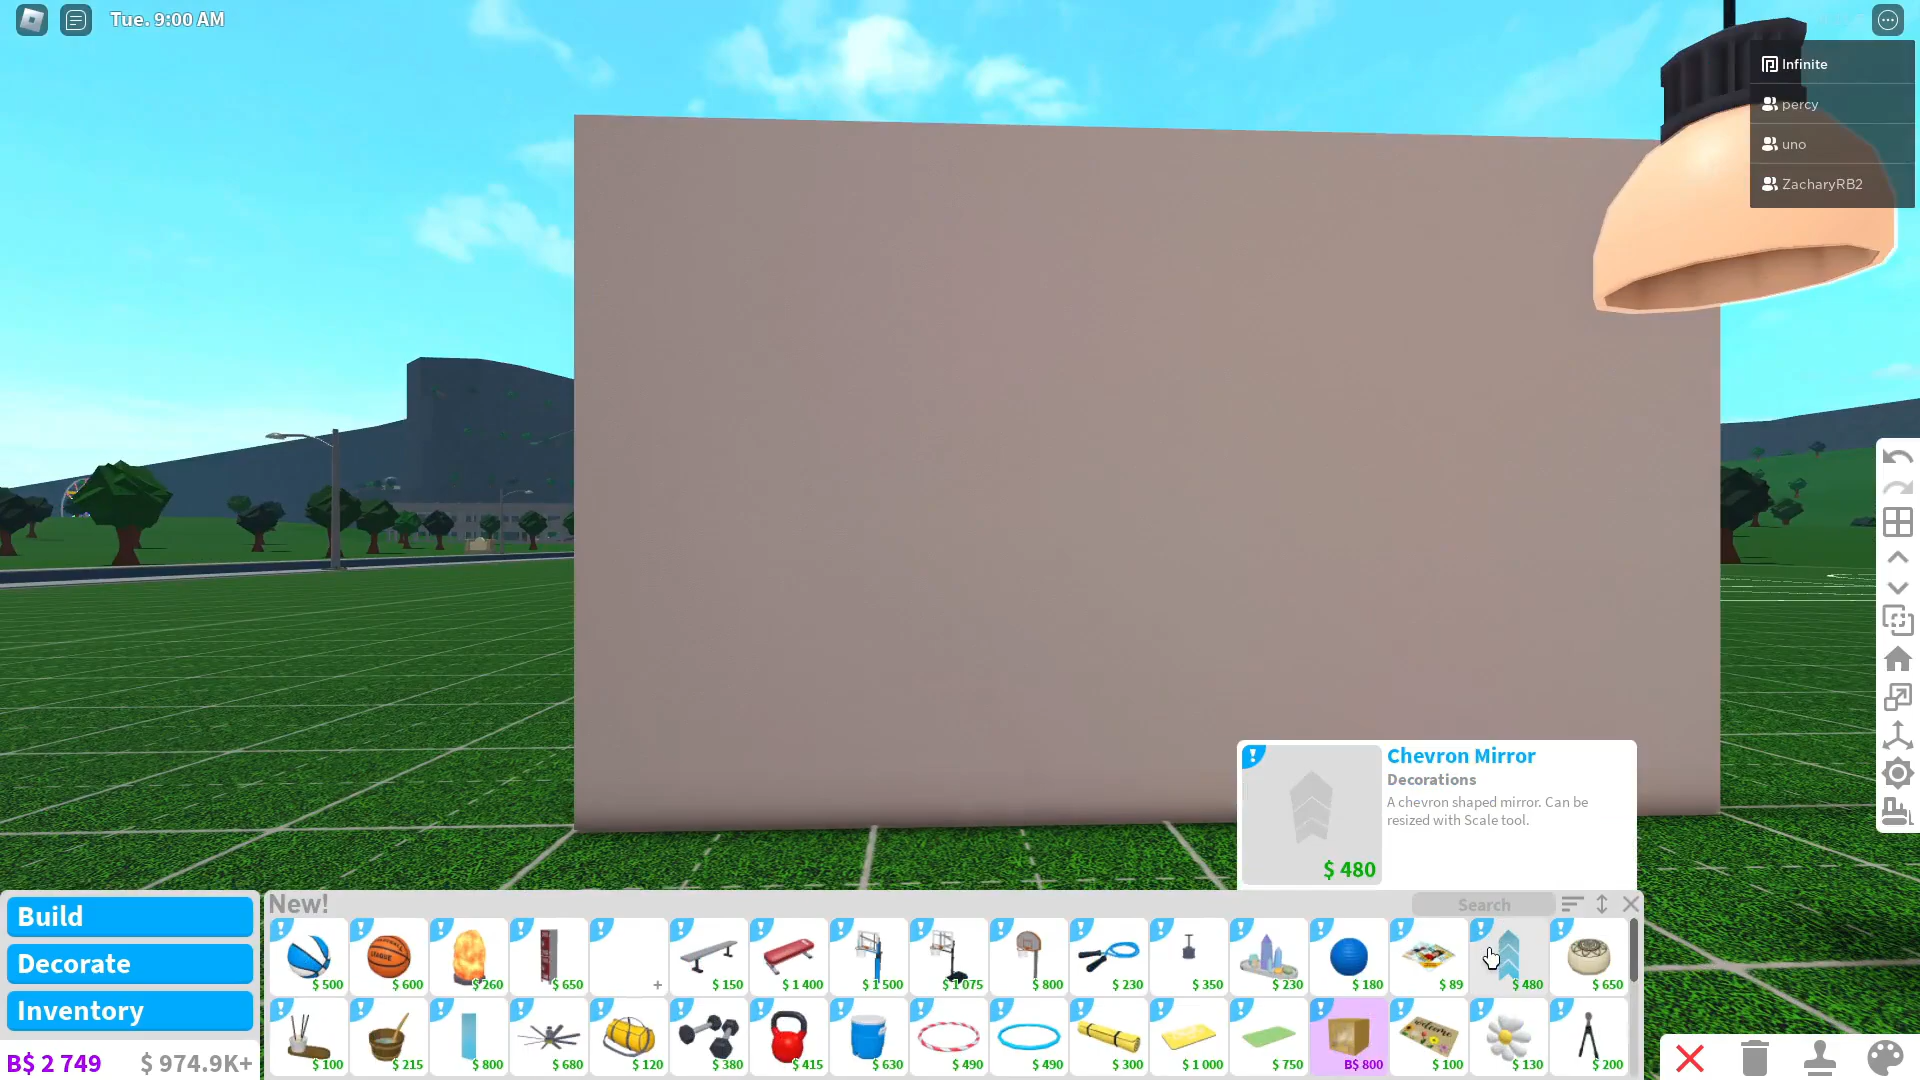 Tue. 9:00 AM
Infinite
percy
uno
ZacharyRB2
Chevron Mirror
Decorations
A chevron shaped mirror. Can be
resized with Scale tool.
$ 480
Build
Decorate
Inventory
B$ 2 749
$ 974.9K+
New!
Search
$ 500
$ 600
$ 260
$ 650
+
$ 150
$ 1 400
$ 1 500
$ 1 075
$ 800
$ 230
$ 350
$ 230
$ 180
$ 89
$ 480
$ 650
$ 100
$ 215
$ 800
$ 680
$ 120
$ 380
$ 415
$ 630
$ 490
$ 490
$ 300
$ 1 000
$ 750
B$ 800
$ 100
$ 130
$ 200